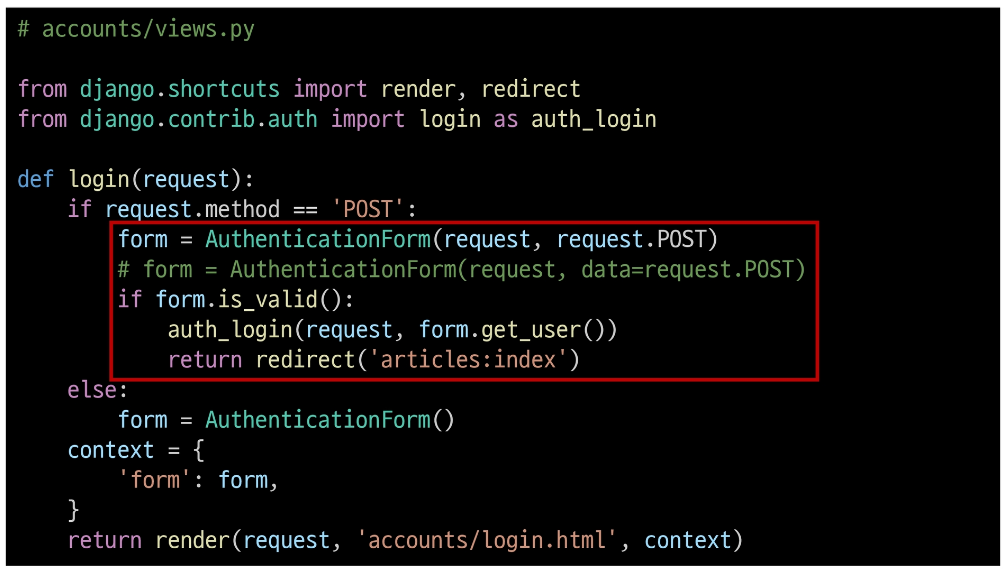 # accounts/views.py
from django.shortcuts import render, redirect
from django.contrib.auth import login as auth_login
def login(request):
    if request.method == 'POST':
        form = AuthenticationForm(request, request.POST)
        # form = AuthenticationForm(request, data=request.POST)
        if form.is_valid():
            auth_login(request, form.get_user())
            return redirect('articles:index')
    else:
        form = AuthenticationForm()
    context = {
        'form': form,
    }
    return render(request, 'accounts/login.html', context)